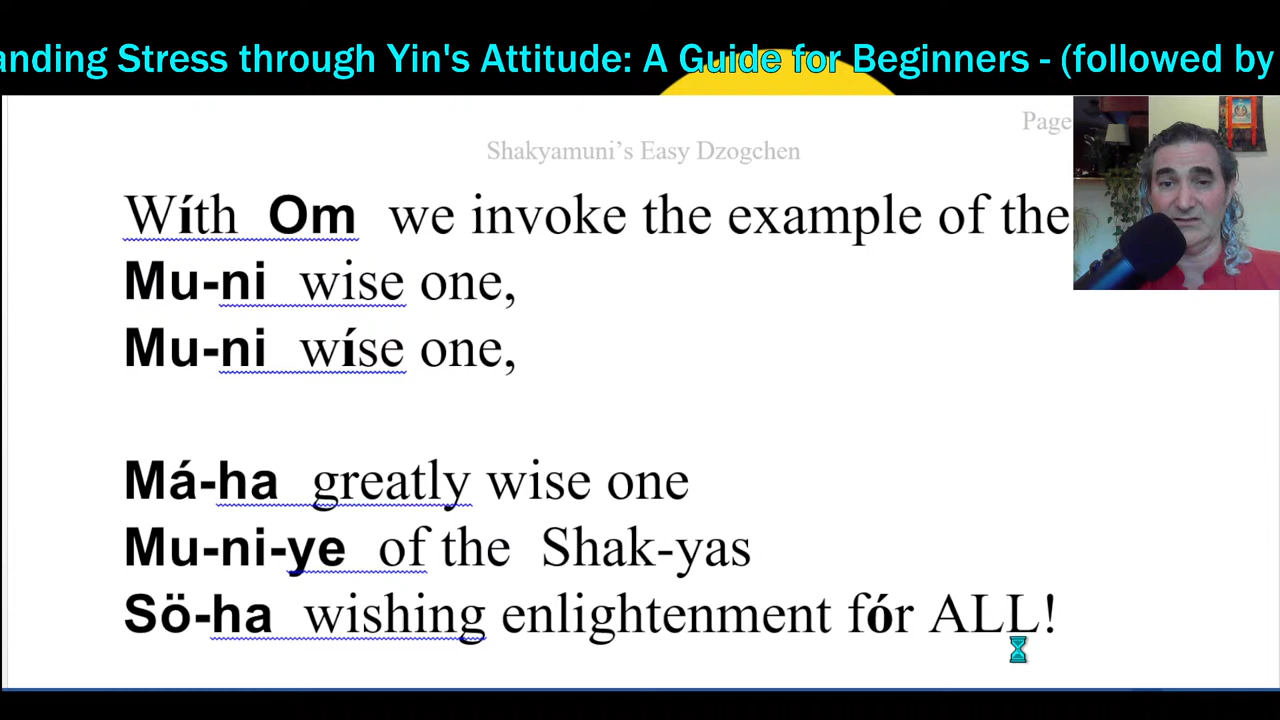 anding Stress through Yin's Attitude: A Guide for Beginners - (followed by
Page
Shakyamuni’s Easy Dzogchen
Wíth Om we invoke the example of the
Mu-ni wise one,
Mu-ni wíse one,
Má-ha greatly wise one
Mu-ni-ye of the Shak-yas
Sö-ha wishing enlightenment fór ALL!